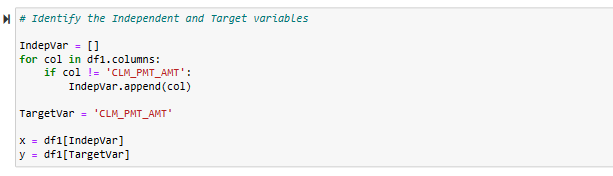 # Identify the Independent and Target variables
IndepVar = []
for col in df1.columns:
    if col != 'CLM_PMT_AMT':
        IndepVar.append(col)
TargetVar = 'CLM_PMT_AMT'
x = df1[IndepVar]
y = df1[TargetVar]